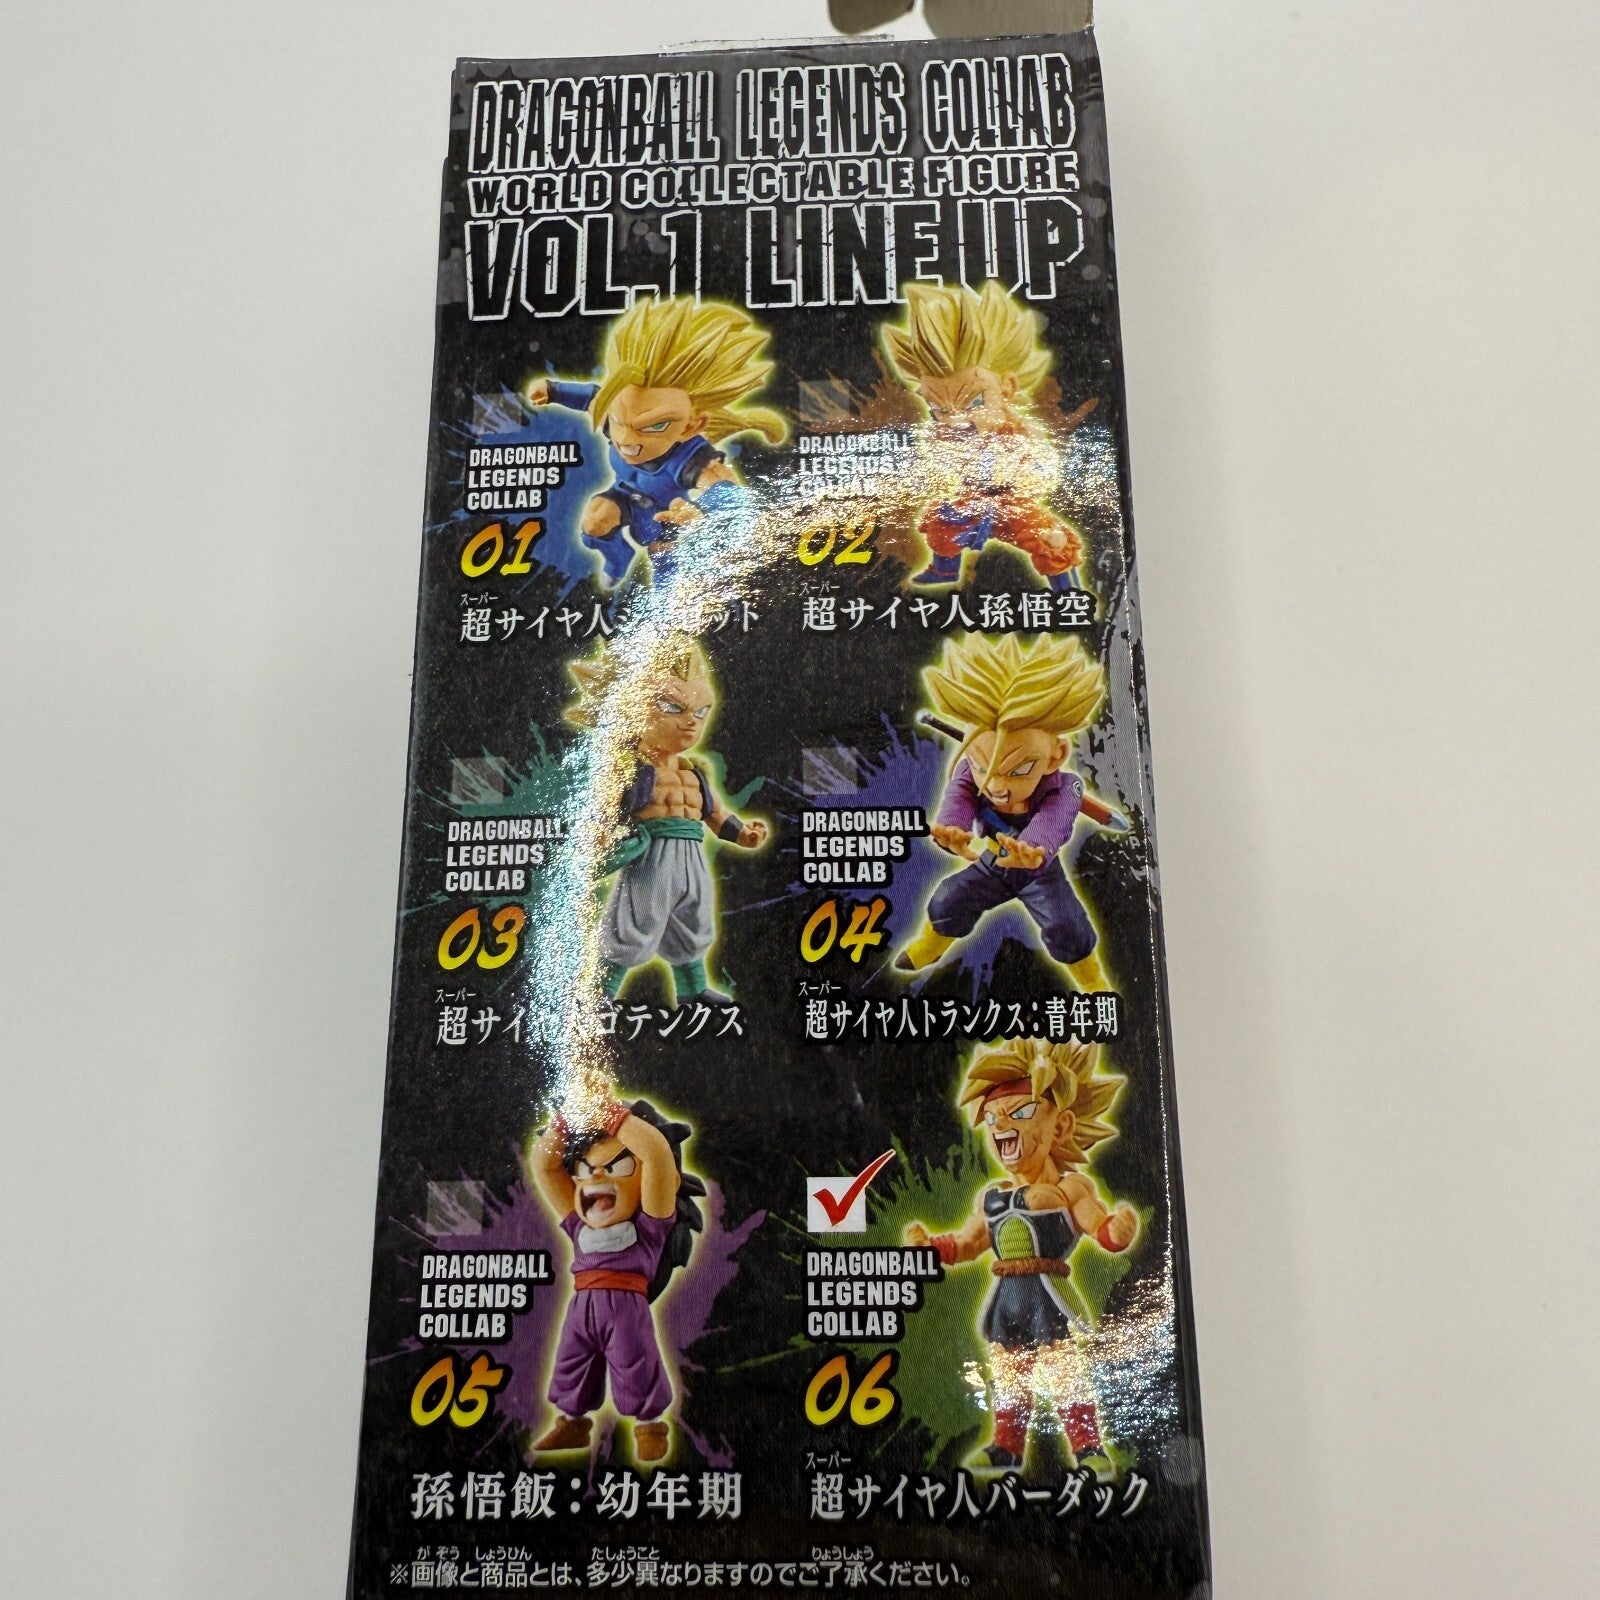 DRAGONBALL LEGENDS COLLAB
WORLD COLLECTABLE FIGURE
VOL.1 LINE UP
DRAGONBALL
LEGENDS
COLLAB
01
スーパー
超サイヤ人シ ット
DRAGONBALL
LEGENDS
COLLAB
02
スーパー
超サイヤ人孫悟空
DRAGONBALL
LEGENDS
COLLAB
03
スーパー
超サイヤ ゴテンクス
DRAGONBALL
LEGENDS
COLLAB
04
スーパー
超サイヤ人トランクス:青年期
DRAGONBALL
LEGENDS
COLLAB
05
孫悟飯:幼年期
DRAGONBALL
LEGENDS
COLLAB
06
スーパー
超サイヤ人バーダック
がぞう しょうひん たしょうこと りょうしょう
※画像と商品とは、多少異なりますのでご了承ください。